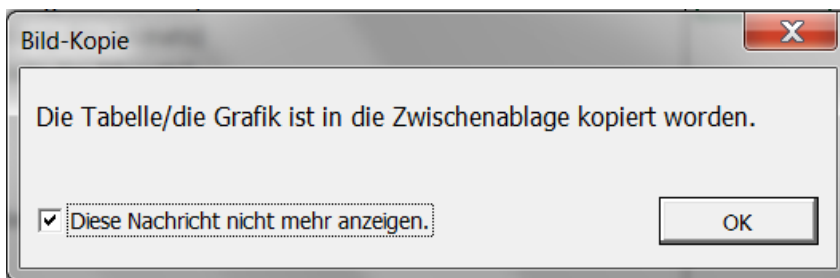 Bild-Kopie
Die Tabelle/die Grafik ist in die Zwischenablage kopiert worden.
Diese Nachricht nicht mehr anzeigen.
OK